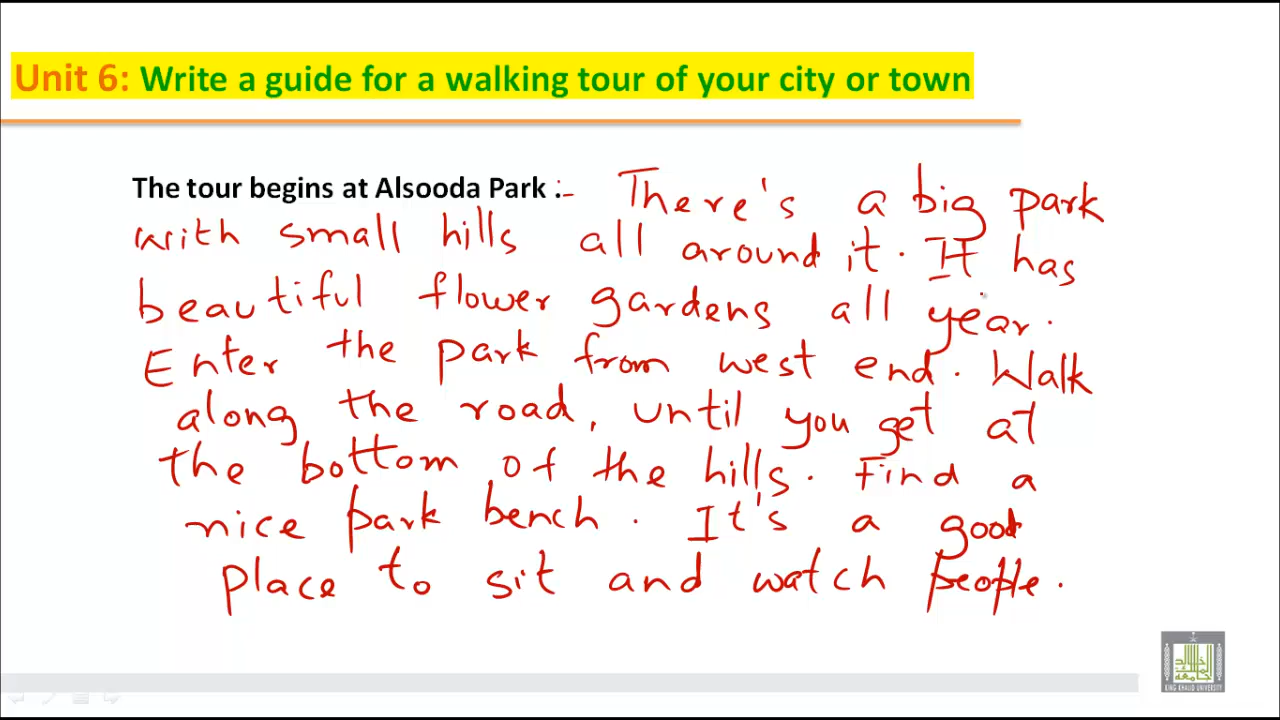 Unit 6: Write a guide for a walking tour of your city or town
The tour begins at Alsooda Park :- There's a big park
with small hills all around it. It has
beautiful flower gardens all year.
Enter the park from west end. Walk
along the road, until you get at
the bottom of the hills. Find a
nice park bench. It's a good
place to sit and watch people.
KING KHALID UNIVERSITY